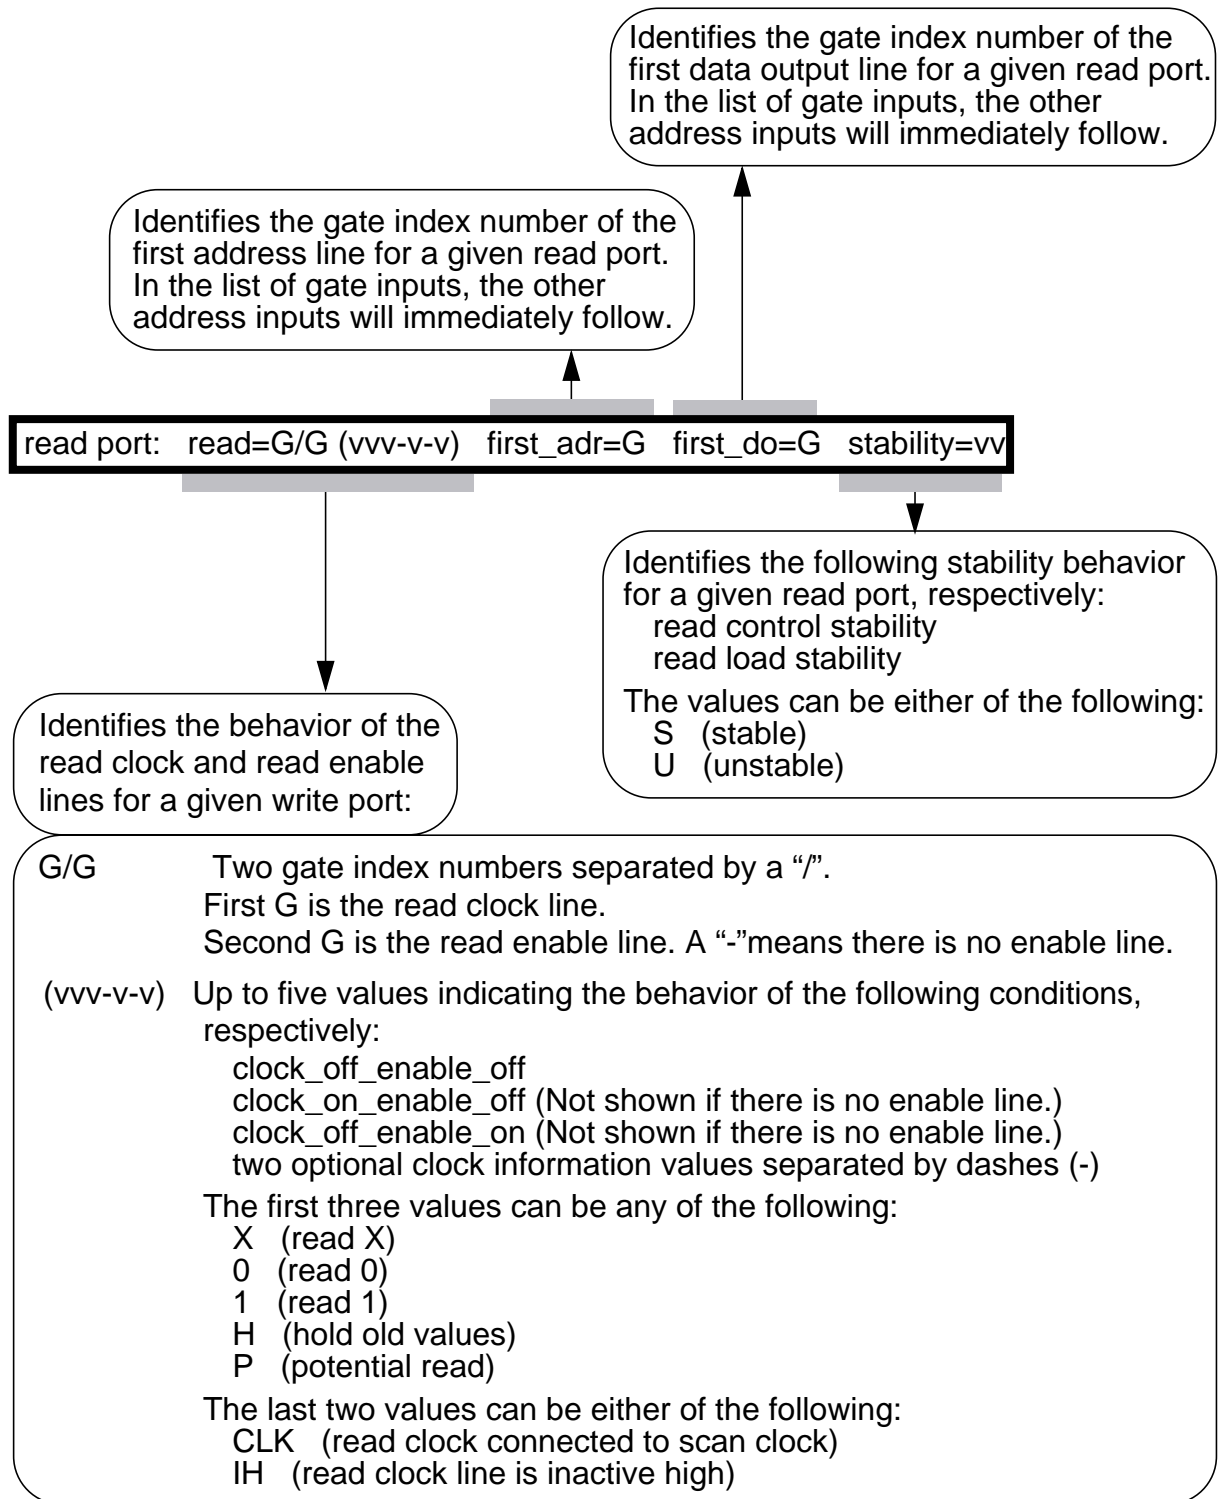 Identifies the gate index number of the
first data output line for a given read port.
In the list of gate inputs, the other
address inputs will immediately follow.
Identifies the gate index number of the
first address line for a given read port.
In the list of gate inputs, the other
address inputs will immediately follow.
read port: read=G/G (vvv-v-v) first_adr=G first_do=G stability=vv
Identifies the following stability behavior
for a given read port, respectively:
read control stability
read load stability
The values can be either of the following:
S (stable)
U (unstable)
Identifies the behavior of the
read clock and read enable
lines for a given write port:
G/G Two gate index numbers separated by a “/”.
First G is the read clock line.
Second G is the read enable line. A “-”means there is no enable line.
(vvv-v-v) Up to five values indicating the behavior of the following conditions,
respectively:
clock_off_enable_off
clock_on_enable_off (Not shown if there is no enable line.)
clock_off_enable_on (Not shown if there is no enable line.)
two optional clock information values separated by dashes (-)
The first three values can be any of the following:
X (read X)
0 (read 0)
1 (read 1)
H (hold old values)
P (potential read)
The last two values can be either of the following:
CLK (read clock connected to scan clock)
IH (read clock line is inactive high)